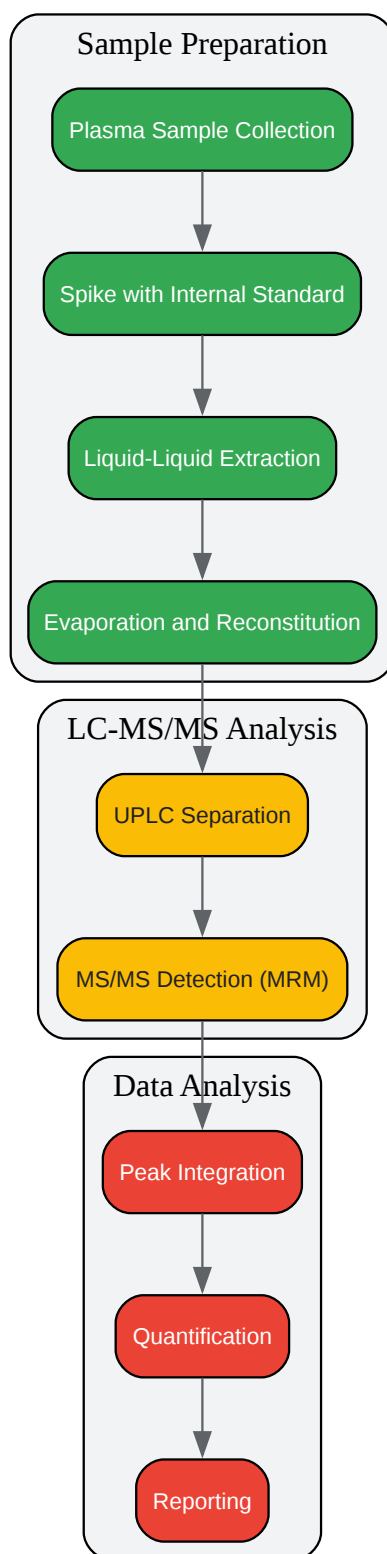 Sample Preparation
Plasma Sample Collection
Spike with Internal Standard
Liquid-Liquid Extraction
Evaporation and Reconstitution
LC-MS/MS Analysis
UPLC Separation
MS/MS Detection (MRM)
Data Analysis
Peak Integration
Quantification
Reporting